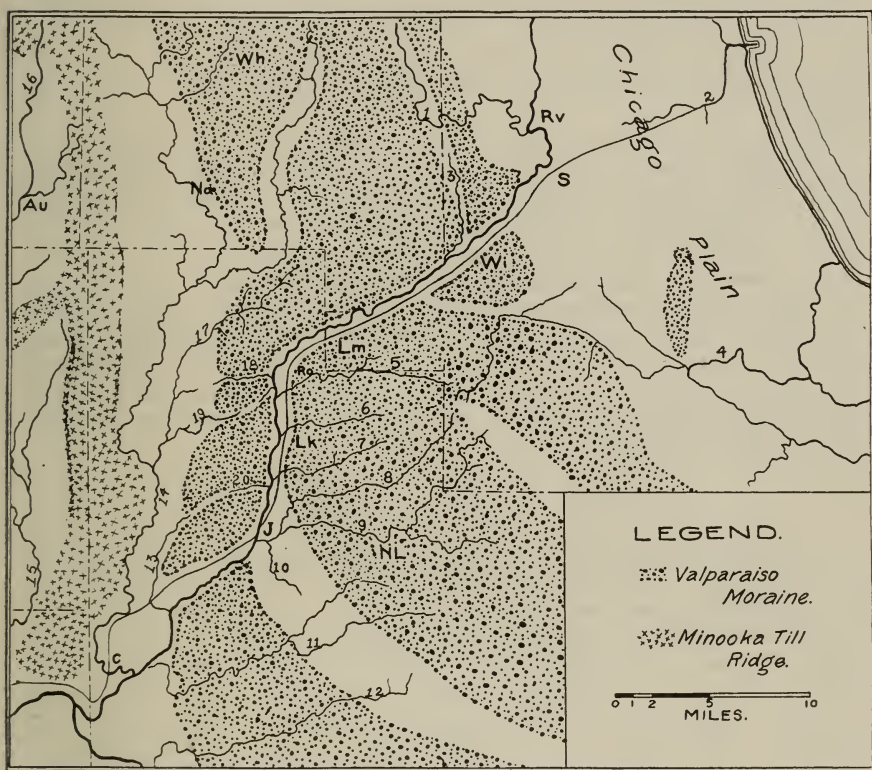 16
Wh
Chicago
2
1
Rv
3
S
Au
Na
Wi
Plain
17
4
Lm
18
Ro
5
19
6
Lk
7
14
20
8
J
9
NL
13
10
15
11
C
12
LEGEND.
Valparaiso
Moraine.
Minooka Till
Ridge.
0 1 2 5 10
MILES.